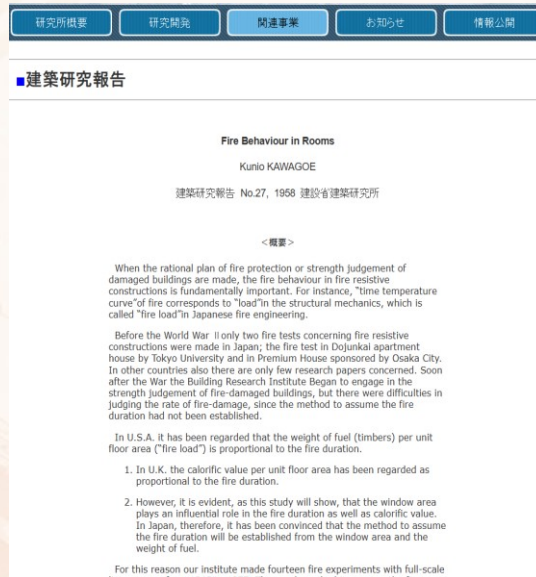 研究所概要 研究開発 関連事業 お知らせ 情報公開
■建築研究報告
Fire Behaviour in Rooms
Kunio KAWAGOE
建築研究報告 No.27, 1958 建設省建築研究所
<概要>
When the rational plan of fire protection or strength judgement of
damaged buildings are made, the fire behaviour in fire resistive
constructions is fundamentally important. For instance, "time temperature
curve"of fire corresponds to "load"in the structural mechanics, which is
called "fire load"in Japanese fire engineering.
Before the World War Ⅱonly two fire tests concerning fire resistive
constructions were made in Japan; the fire test in Dojunkai apartment
house by Tokyo University and in Premium House sponsored by Osaka City.
In other countries also there are only few research papers concerned. Soon
after the War the Building Research Institute Began to engage in the
strength judgement of fire-damaged buildings, but there were difficulties in
judging the rate of fire-damage, since the method to assume the fire
duration had not been established.
In U.S.A. it has been regarded that the weight of fuel (timbers) per unit
floor area ("fire load") is proportional to the fire duration.
1. In U.K. the calorific value per unit floor area has been regarded as
proportional to the fire duration.
2. However, it is evident, as this study will show, that the window area
plays an influential role in the fire duration as well as calorific value.
In Japan, therefore, it has been convinced that the method to assume
the fire duration will be established from the window area and the
weight of fuel.
For this reason our institute made fourteen fire experiments with full-scale